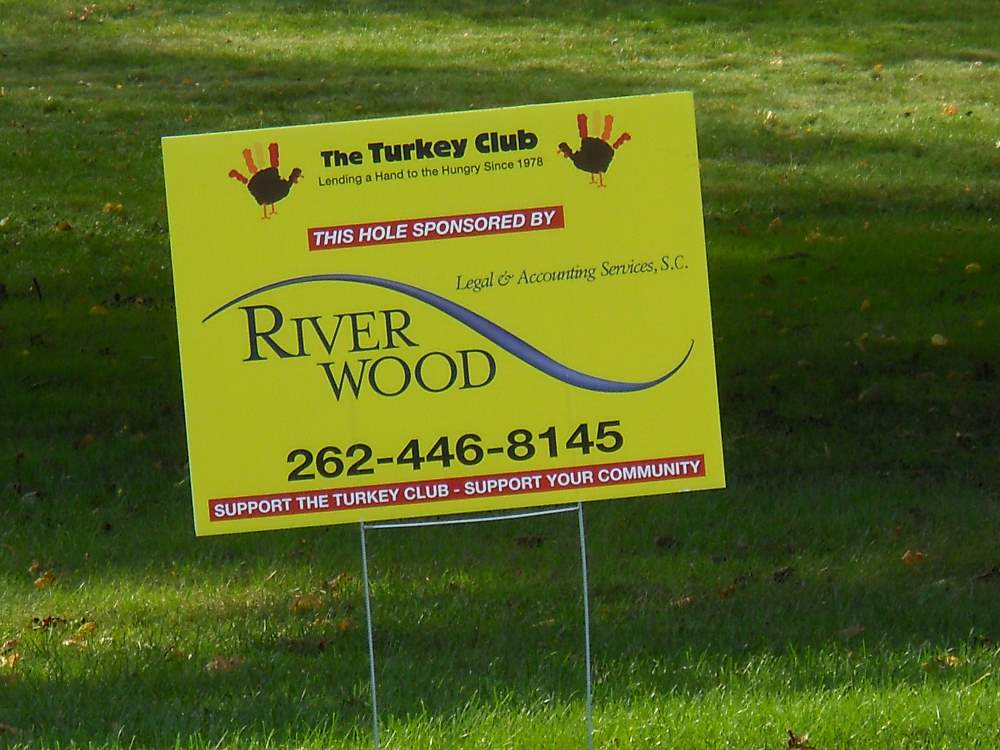 The Turkey Club
Lending a Hand to the Hungry Since 1978
THIS HOLE SPONSORED BY
Legal & Accounting Services, S.C.
RIVER
WOOD
262-446-8145
SUPPORT THE TURKEY CLUB - SUPPORT YOUR COMMUNITY